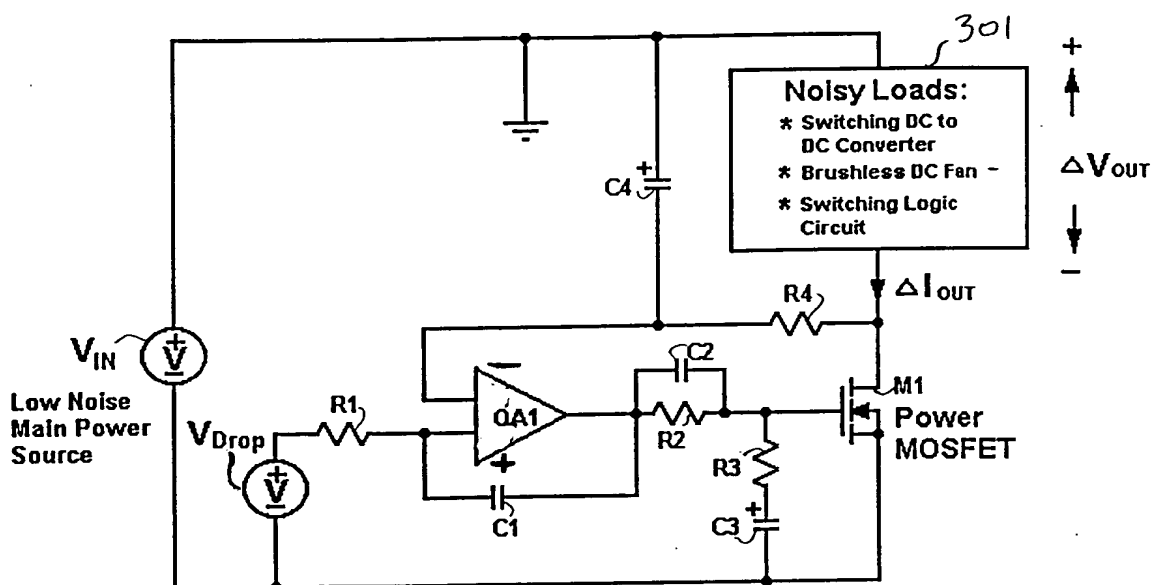 301
+
Noisy Loads:
* Switching DC to
DC Converter
* Brushless DC Fan -
* Switching Logic
Circuit
ΔVOUT
−
+
C4
R4
ΔIOUT
VIN
+
V
−
Low Noise
Main Power
Source
C2
−
OA1
+
R1
R2
M1
Power
MOSFET
VDrop
+
V
−
R3
C1
+
C3